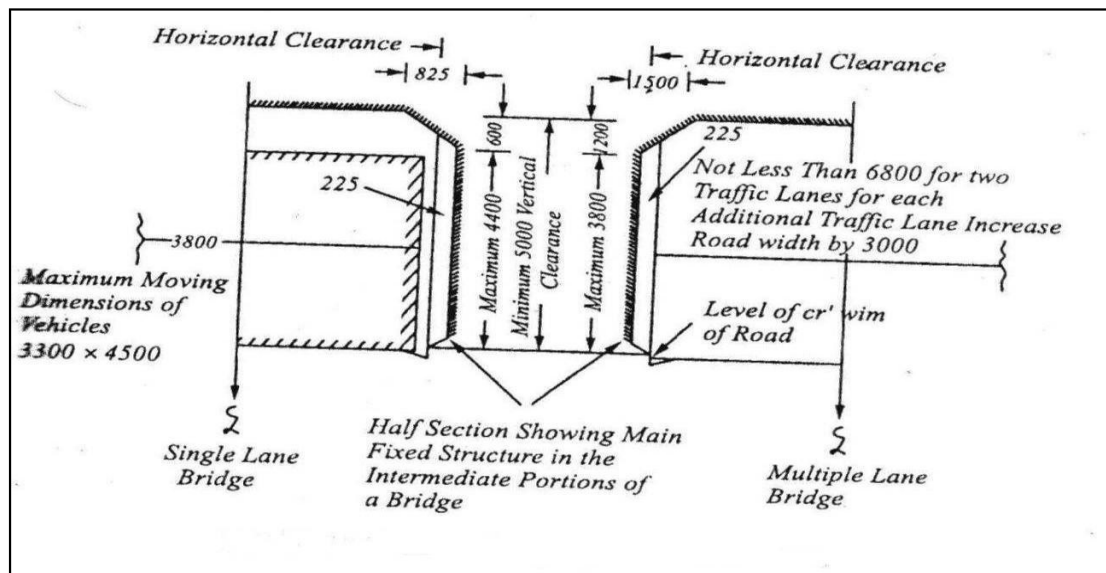 Horizontal Clearance
Horizontal Clearance
825
1500
600
1200
225
225
Maximum 4400
Minimum 5000 Vertical
Clearance
Maximum 3800
Not Less Than 6800 for two
Traffic Lanes for each
Additional Traffic Lane Increase
Road width by 3000
3800
Maximum Moving
Dimensions of
Vehicles
3300 × 4500
Level of cr' wim
of Road
℄
℄
Single Lane
Bridge
Half Section Showing Main
Fixed Structure in the
Intermediate Portions of
a Bridge
Multiple Lane
Bridge